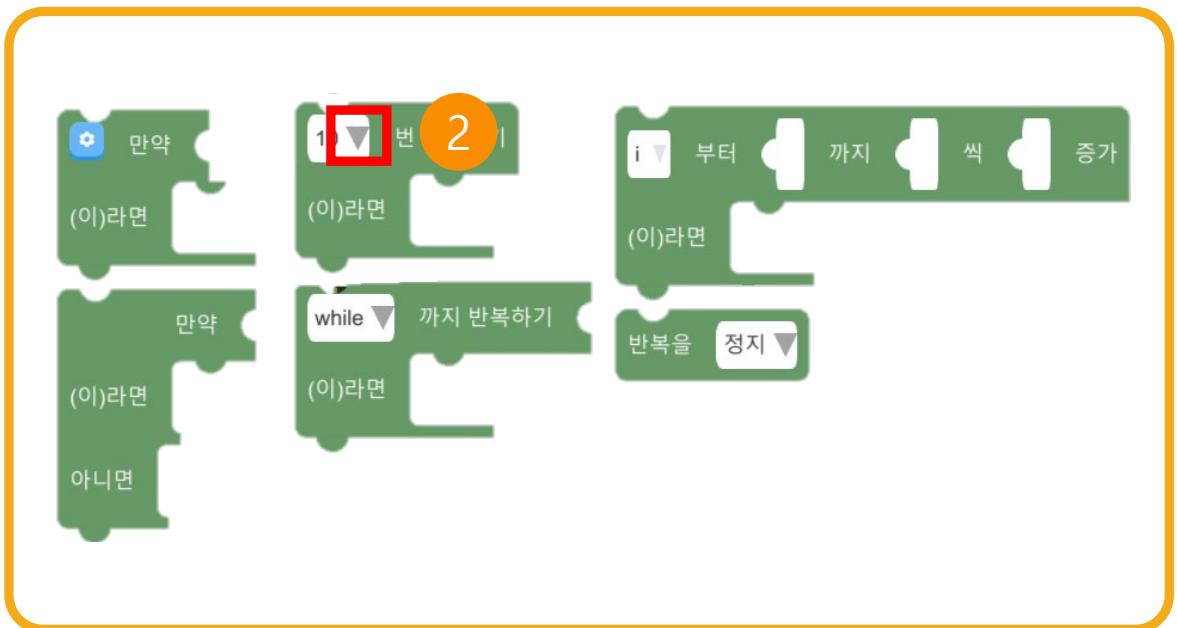 만약
(이)라면
만약
(이)라면
아니면
번
2
(이)라면
while 까지 반복하기
(이)라면
i 부터 까지 씩 증가
(이)라면
반복을 정지